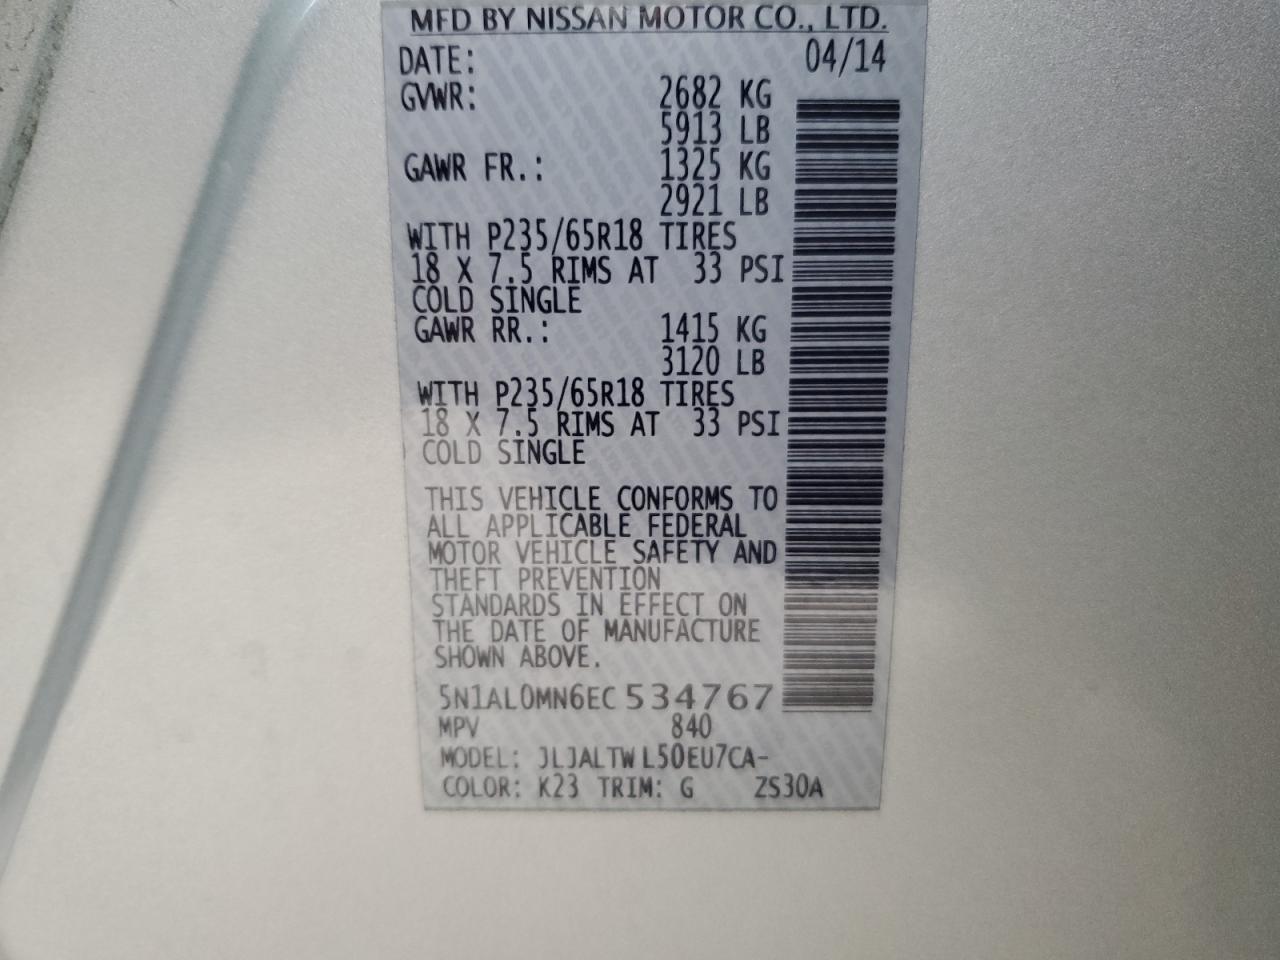 MFD BY NISSAN MOTOR CO., LTD.
DATE: 04/14
GVWR: 2682 KG
5913 LB
GAWR FR.: 1325 KG
2921 LB
WITH P235/65R18 TIRES
18 X 7.5 RIMS AT 33 PSI
COLD SINGLE
GAWR RR.: 1415 KG
3120 LB
WITH P235/65R18 TIRES
18 X 7.5 RIMS AT 33 PSI
COLD SINGLE
THIS VEHICLE CONFORMS TO
ALL APPLICABLE FEDERAL
MOTOR VEHICLE SAFETY AND
THEFT PREVENTION
STANDARDS IN EFFECT ON
THE DATE OF MANUFACTURE
SHOWN ABOVE.
5N1AL0MN6EC534767
MPV 840
MODEL: JLJALTWL50EU7CA-
COLOR: K23 TRIM: G ZS30A